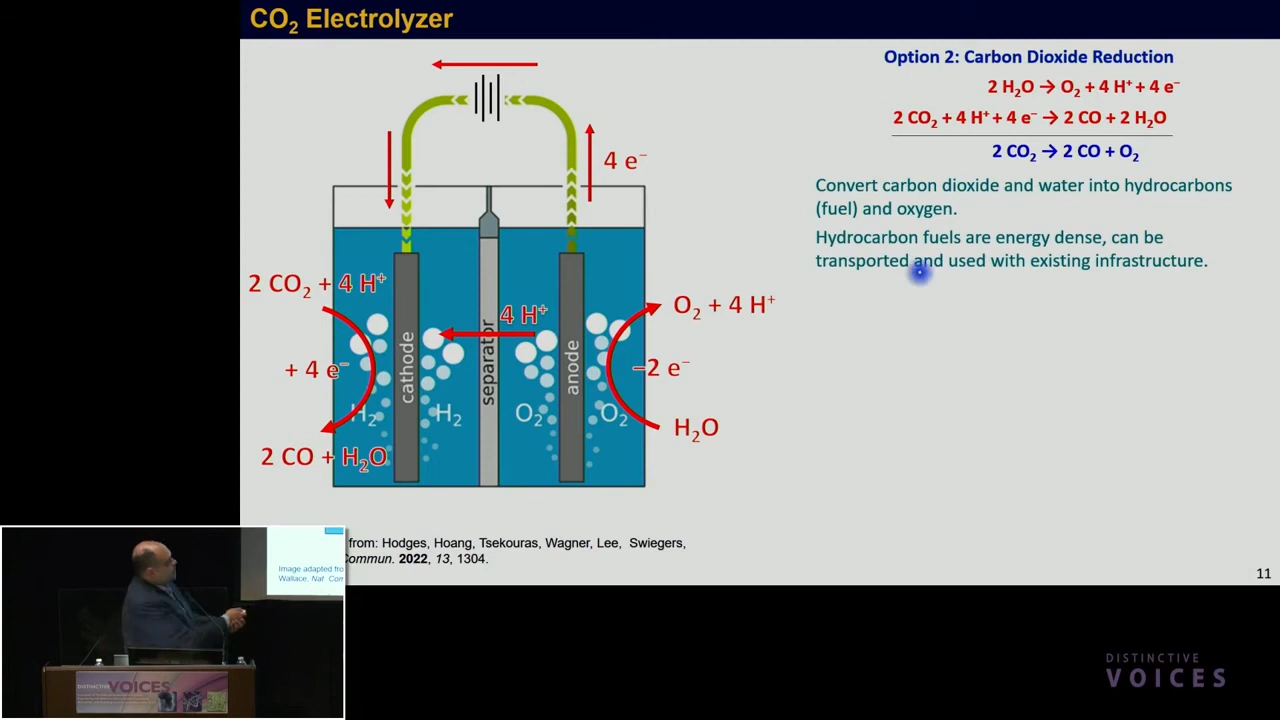 CO₂ Electrolyzer
Option 2: Carbon Dioxide Reduction
2 H₂O → O₂ + 4 H⁺ + 4 e⁻
2 CO₂ + 4 H⁺ + 4 e⁻ → 2 CO + 2 H₂O
2 CO₂ → 2 CO + O₂
Convert carbon dioxide and water into hydrocarbons
(fuel) and oxygen.
Hydrocarbon fuels are energy dense, can be
transported and used with existing infrastructure.
4 e⁻
2 CO₂ + 4 H⁺
+ 4 e⁻
2 CO + H₂O
H₂
cathode
H₂
separator
4 H⁺
O₂
anode
O₂
O₂ + 4 H⁺
−2 e⁻
H₂O
from: Hodges, Hoang, Tsekouras, Wagner, Lee, Swiegers,
Commun. 2022, 13, 1304.
11
Image adapted fro
Wallace, Nat Com
DISTINCTIVE
VOICES
DISTINCTIVE
VOICES